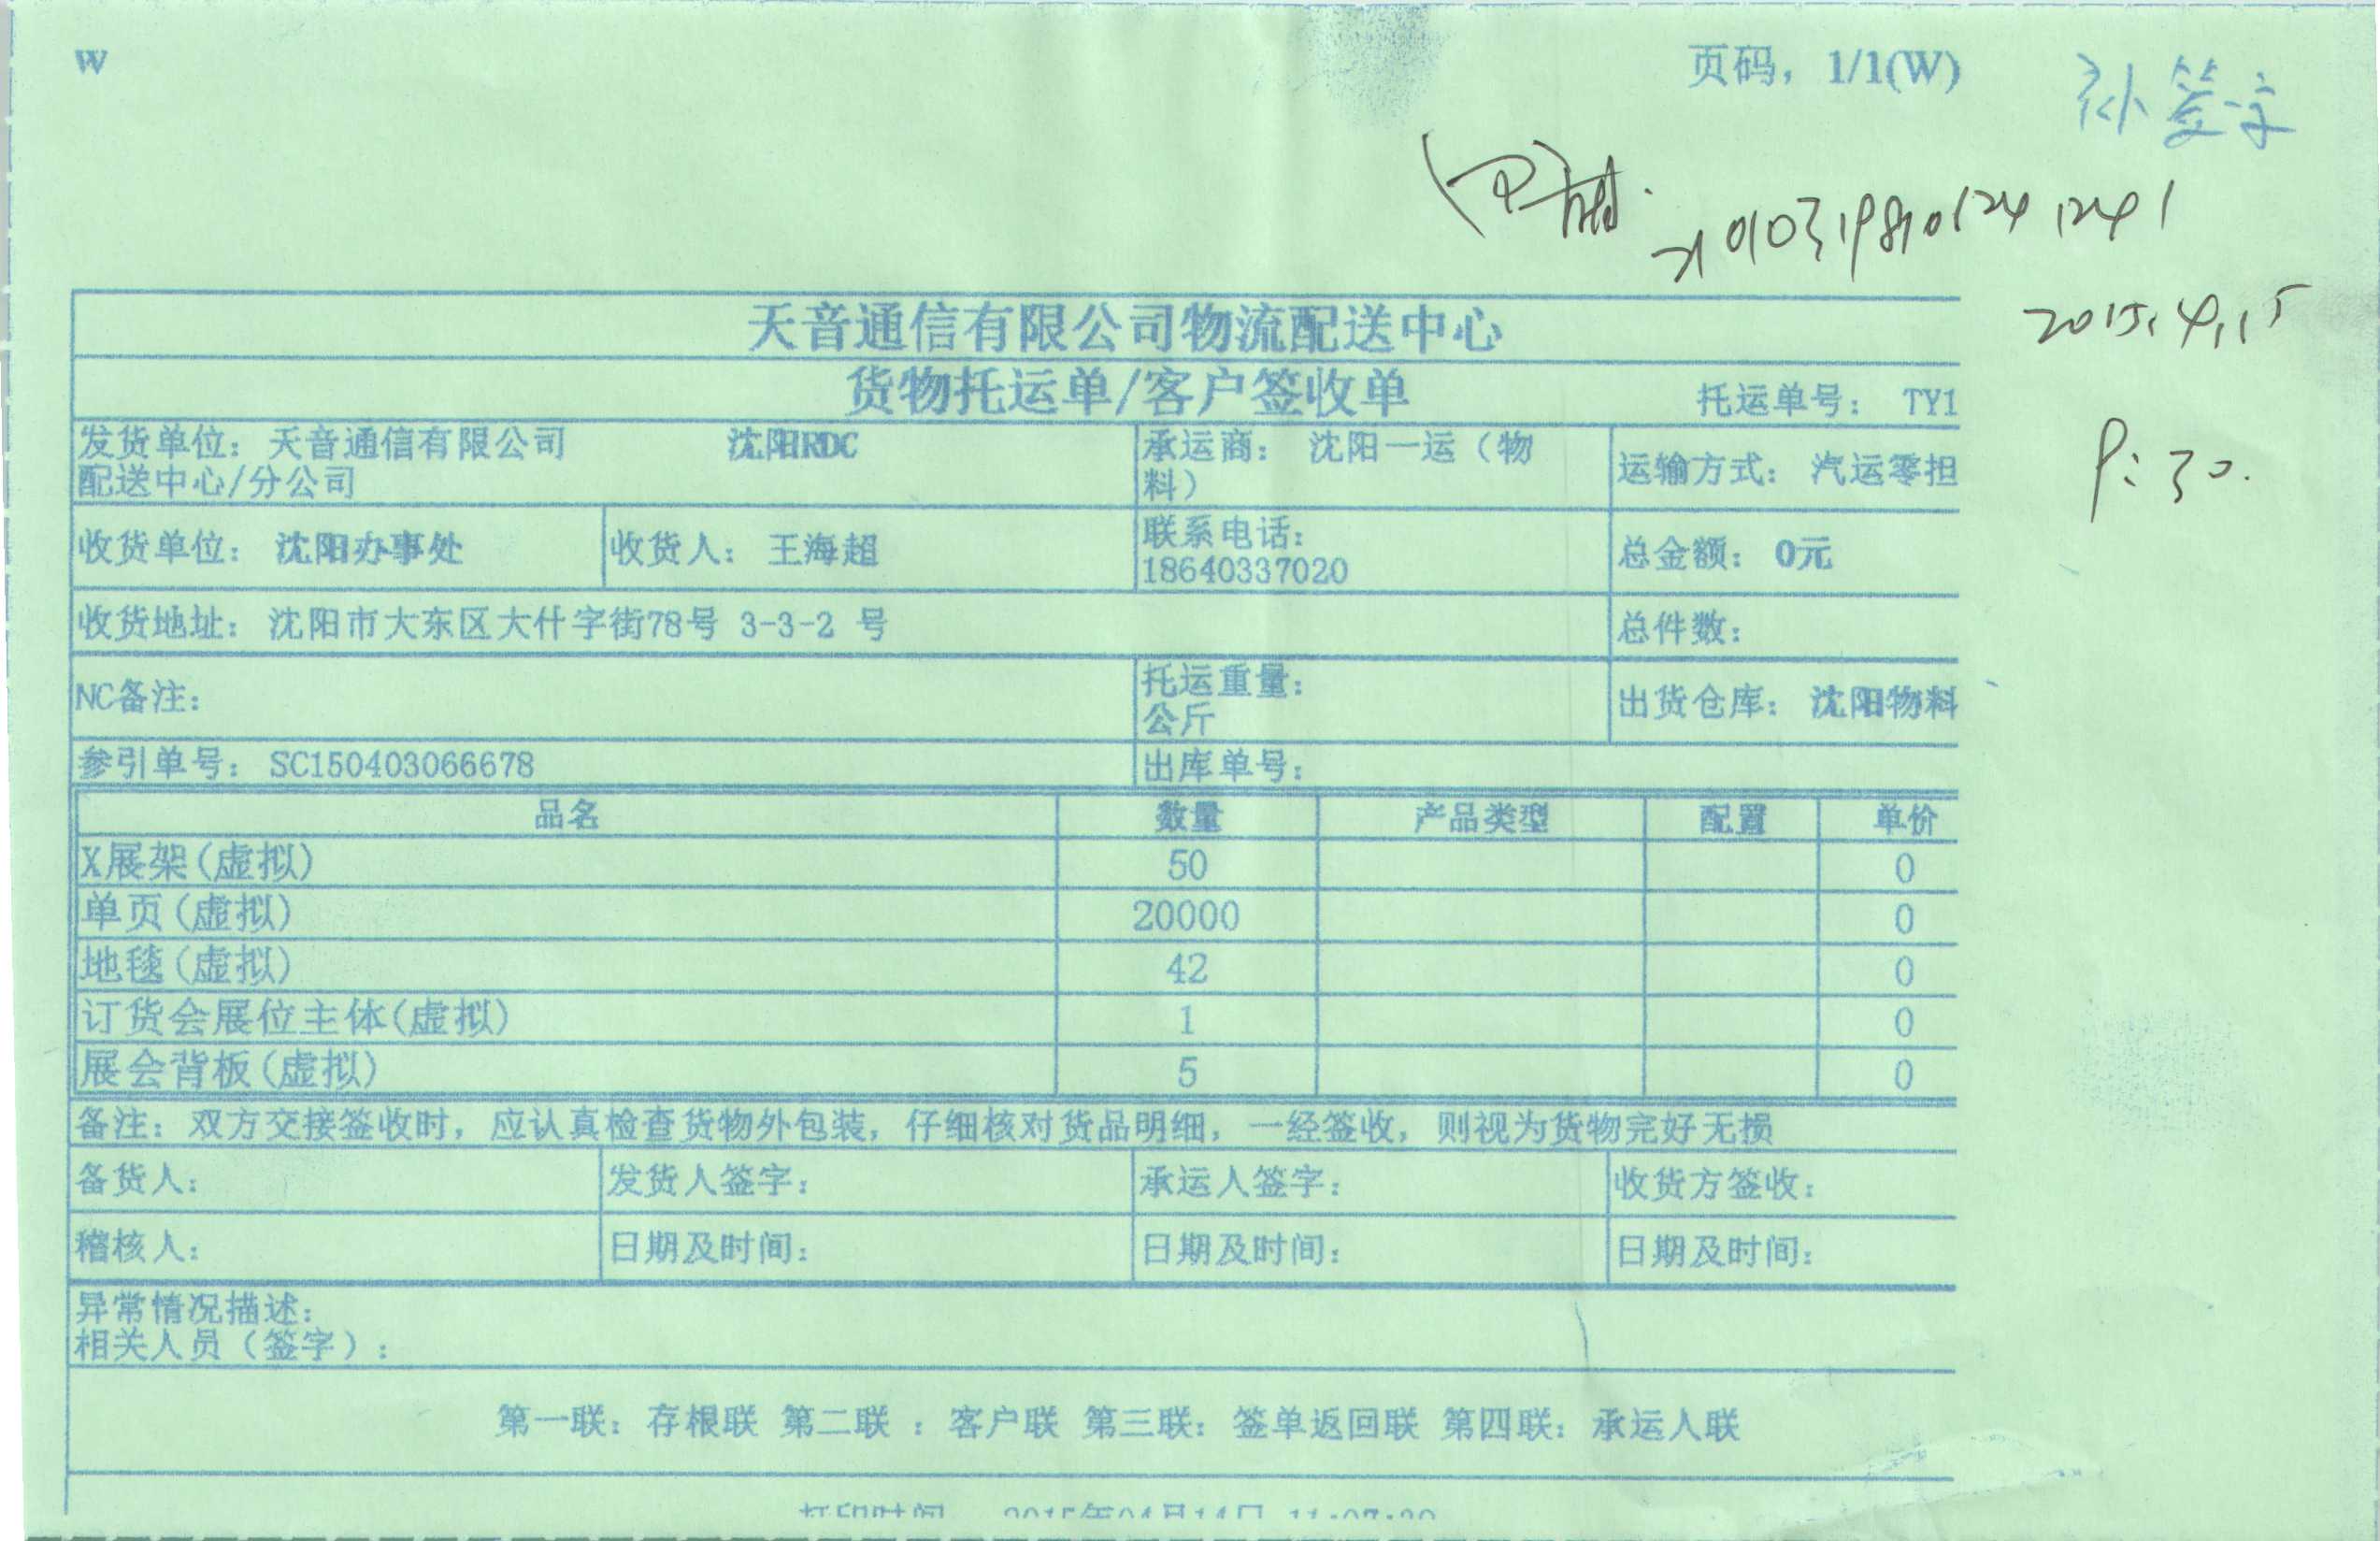 W
页码，1/1(W)
补签字
210103198101241241
2015.4.15
P:30.
天音通信有限公司物流配送中心
货物托运单/客户签收单
托运单号： TY1
发货单位：天音通信有限公司 沈阳RDC
配送中心/分公司
承运商： 沈阳一运（物
料）
运输方式： 汽运零担
收货单位： 沈阳办事处
收货人： 王海超
联系电话：
18640337020
总金额： 0元
收货地址： 沈阳市大东区大什字街78号 3-3-2 号
总件数：
NC备注：
托运重量：
公斤
出货仓库： 沈阳物料
参引单号： SC150403066678
出库单号：
品名 数量 产品类型 配置 单价
X展架(虚拟) 50 0
单页(虚拟) 20000 0
地毯(虚拟) 42 0
订货会展位主体(虚拟) 1 0
展会背板(虚拟) 5 0
备注：双方交接签收时，应认真检查货物外包装，仔细核对货品明细，一经签收，则视为货物完好无损
备货人： 发货人签字： 承运人签字： 收货方签收：
稽核人： 日期及时间： 日期及时间： 日期及时间：
异常情况描述：
相关人员（签字）：
第一联：存根联 第二联 ：客户联 第三联：签单返回联 第四联：承运人联
打印时间 2015年04月14日